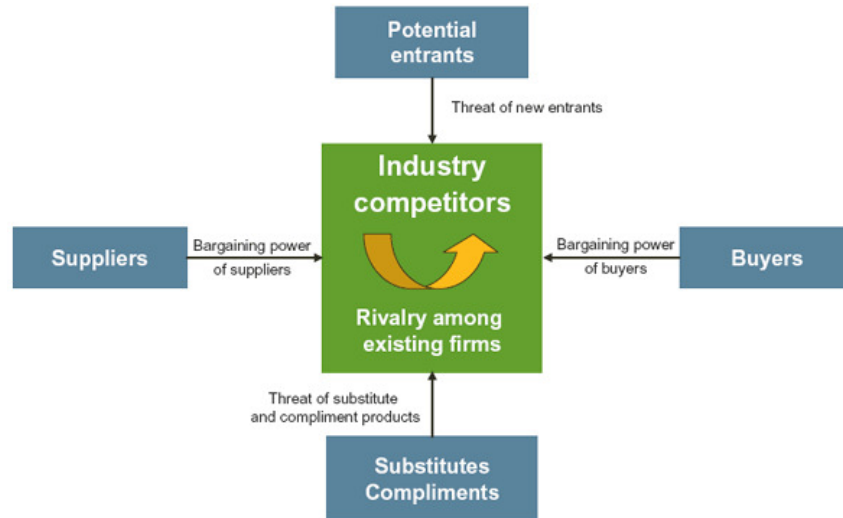 Potential
entrants
Threat of new entrants
Industry
competitors
Suppliers
Bargaining power
of suppliers
Bargaining power
of buyers
Buyers
Rivalry among
existing firms
Threat of substitute
and compliment products
Substitutes
Compliments